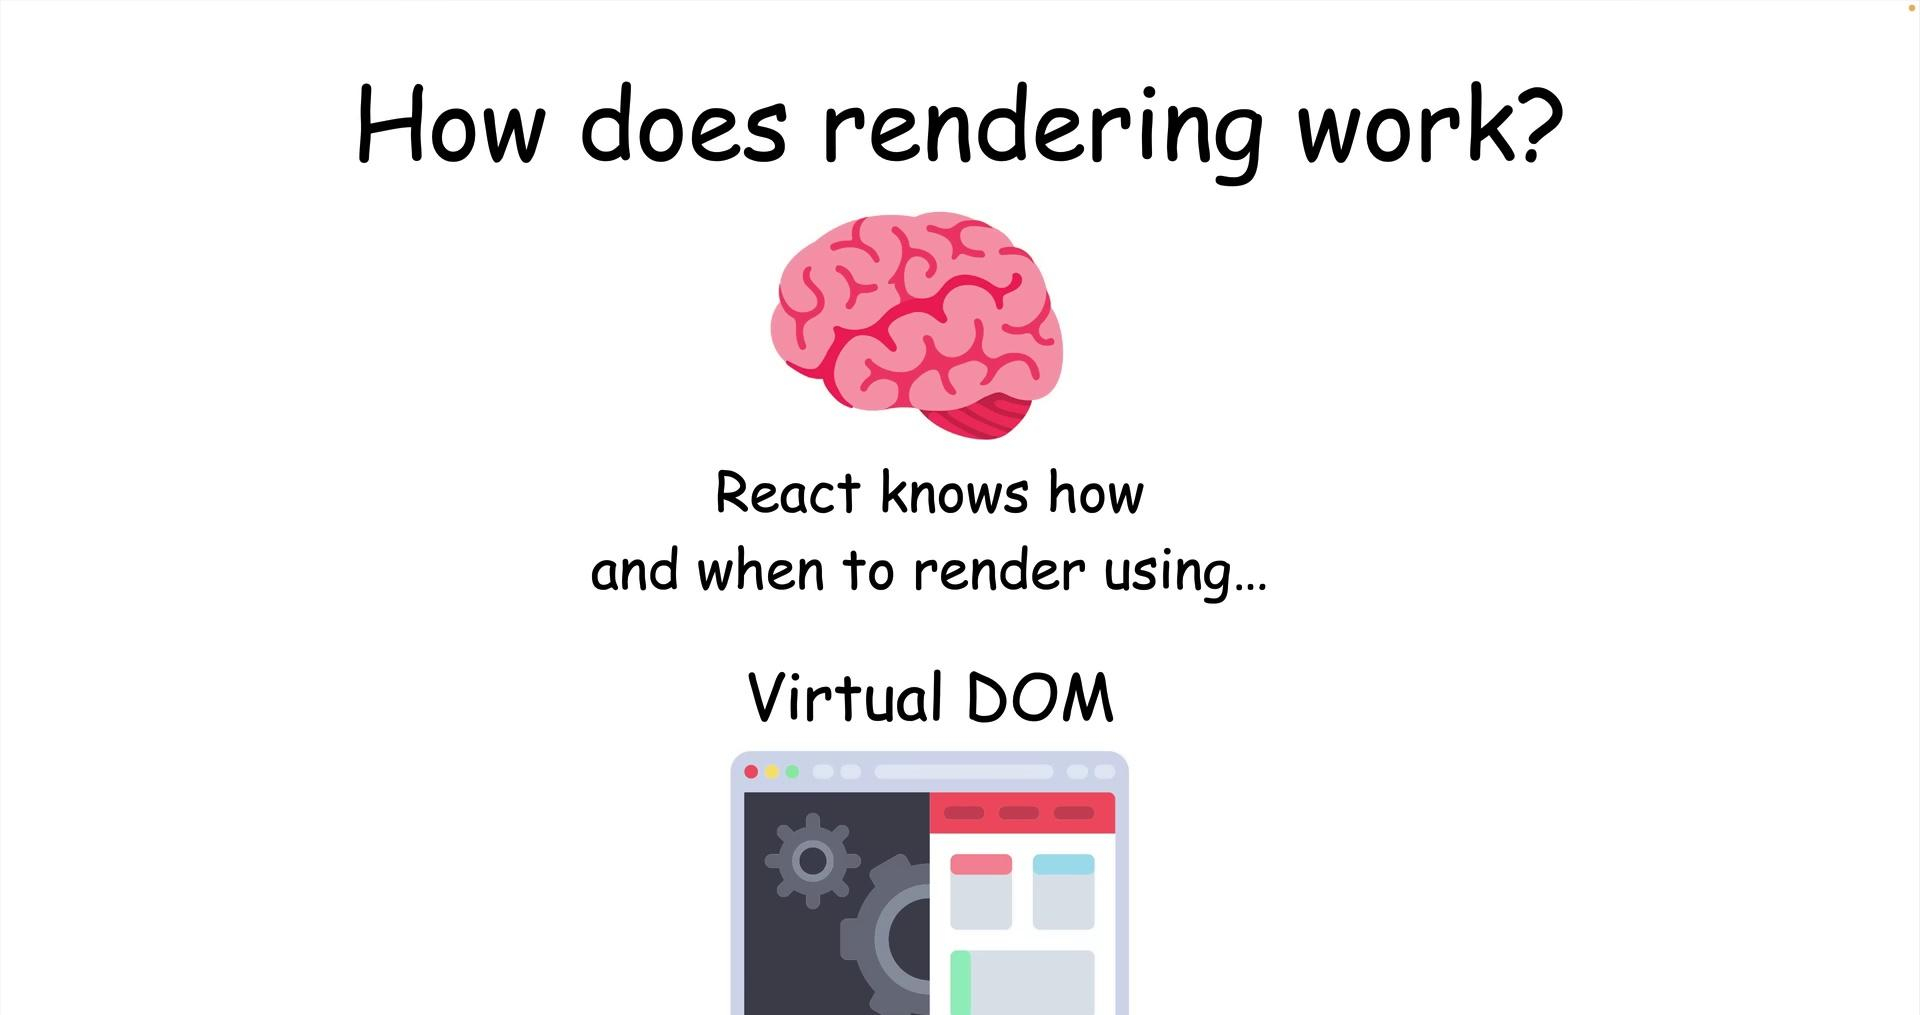 How does rendering work?
React knows how
and when to render using...
Virtual DOM